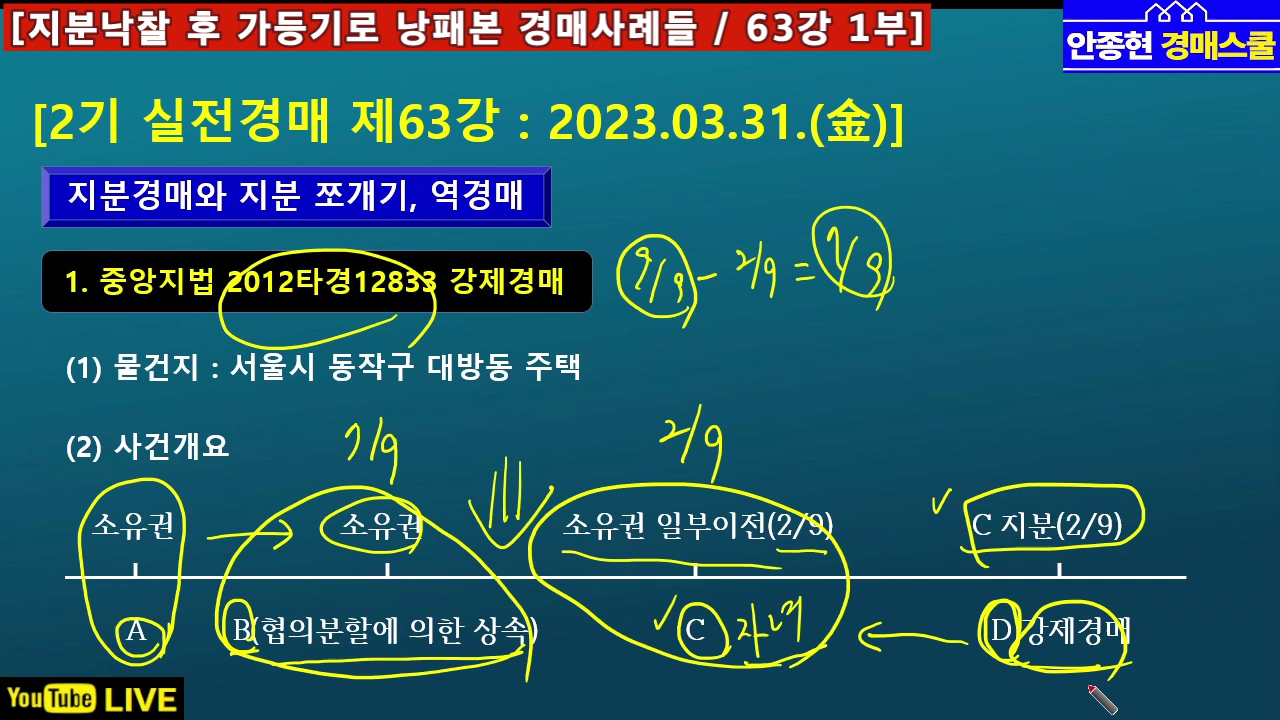 [지분낙찰 후 가등기로 낭패본 경매사례들 / 63강 1부]
안종현 경매스쿨
[2기 실전경매 제63강 : 2023.03.31.(金)]
지분경매와 지분 쪼개기, 역경매
1. 중앙지법 2012타경12833 강제경매
9/9 - 2/9 = 7/9
(1) 물건지 : 서울시 동작구 대방동 주택
(2) 사건개요
7/9 2/9
소유권 소유권 소유권 일부이전(2/9) C 지분(2/9)
A B(협의분할에 의한 상속) C 자녀 D 강제경매
YouTube LIVE